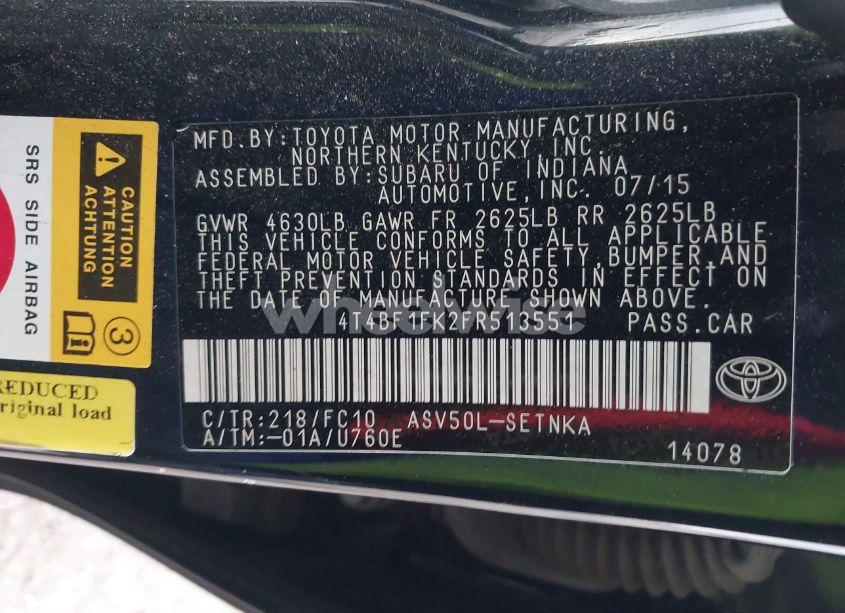 MFD.BY:TOYOTA MOTOR MANUFACTURING,
NORTHERN KENTUCKY, INC.
ASSEMBLED BY:SUBARU OF INDIANA
AUTOMOTIVE,INC. 07/15
GVWR 4630LB GAWR FR 2625LB RR 2625LB
THIS VEHICLE CONFORMS TO ALL APPLICABLE
FEDERAL MOTOR VEHICLE SAFETY,BUMPER,AND
THEFT PREVENTION STANDARDS IN EFFECT ON
THE DATE OF MANUFACTURE SHOWN ABOVE.
4T4BF1FK2FR513551 PASS.CAR
C/TR:218/FC10 ASV50L-SETNKA
A/TM:-01A/U760E
14078
SRS SIDE AIRBAG
CAUTION
ATTENTION
ACHTUNG
3
REDUCED
original load